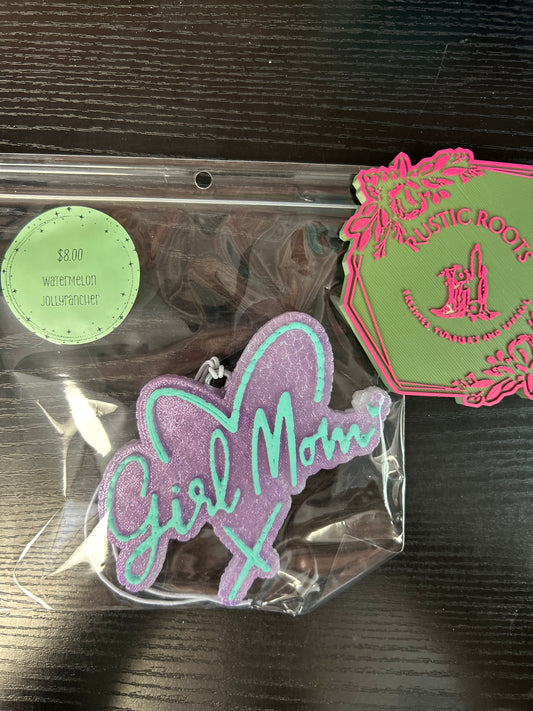 $8.00
WATERMELON
JOLLYRANCHER
RUSTIC ROOTS
Girl Mom